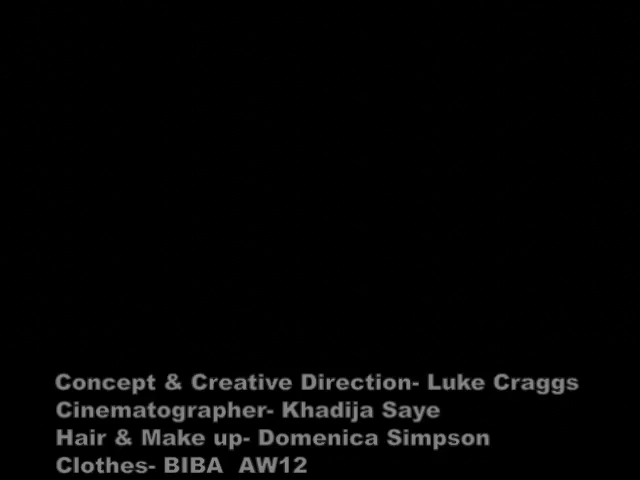 Concept & Creative Direction- Luke Craggs
Cinematographer- Khadija Saye
Hair & Make up- Domenica Simpson
Clothes- BIBA  AW12